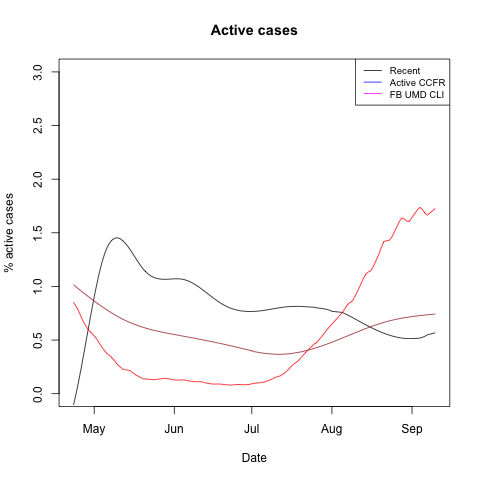 Active cases
Recent
Active CCFR
FB UMD CLI
% active cases
3.0
2.5
2.0
1.5
1.0
0.5
0.0
May Jun Jul Aug Sep
Date